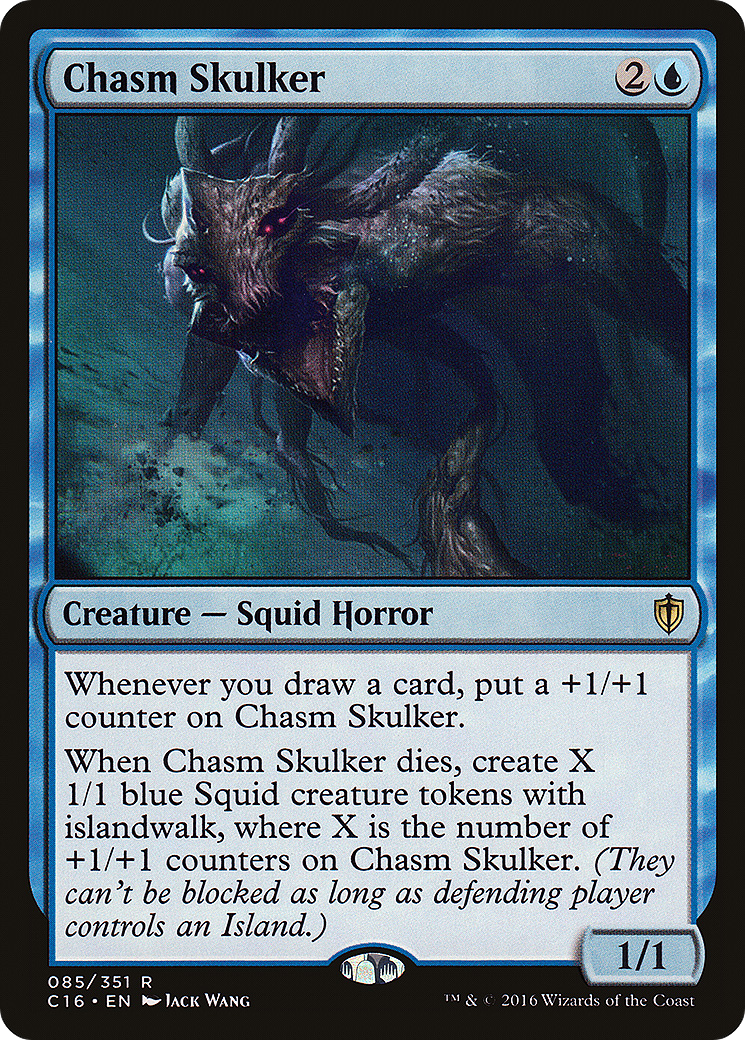 Chasm Skulker 2
Creature — Squid Horror
Whenever you draw a card, put a +1/+1
counter on Chasm Skulker.
When Chasm Skulker dies, create X
1/1 blue Squid creature tokens with
islandwalk, where X is the number of
+1/+1 counters on Chasm Skulker. (They
can't be blocked as long as defending player
controls an Island.)
1/1
085/351 R
C16 • EN Jack Wang
™ & © 2016 Wizards of the Coast